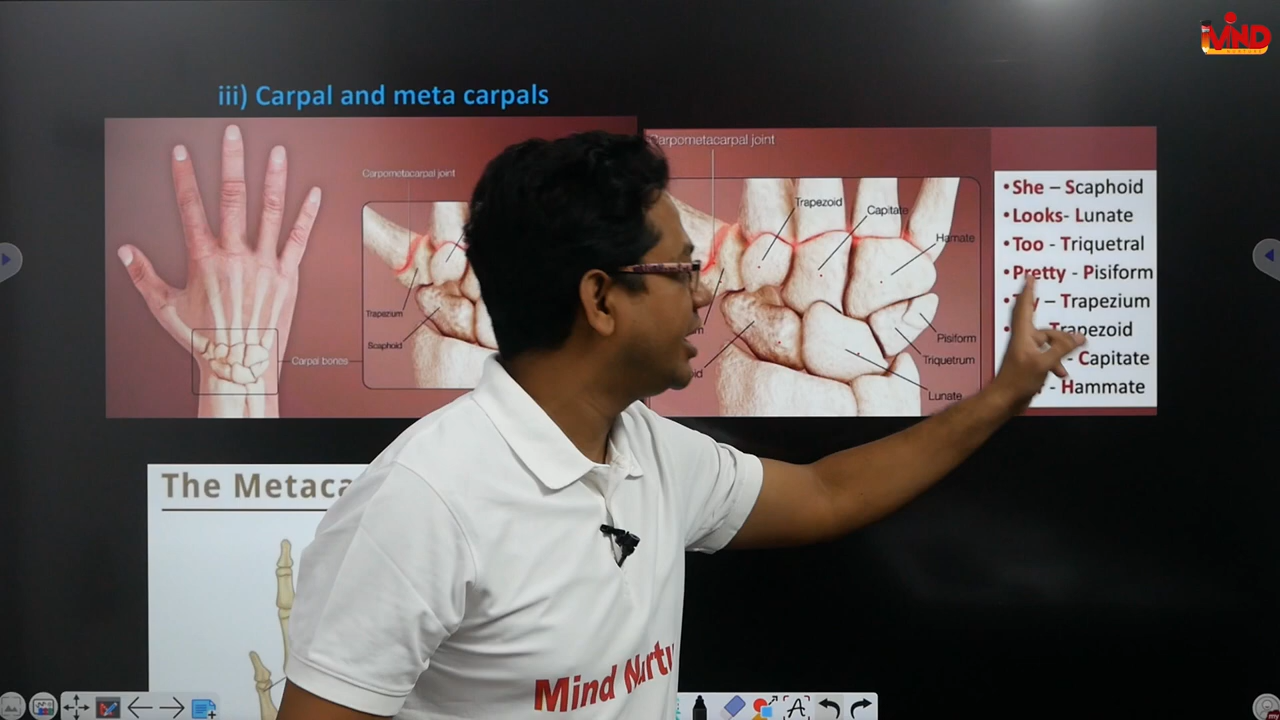 iii) Carpal and meta carpals
Carpometacarpal joint
Trapezium
Scaphoid
Carpal bones
Carpometacarpal joint
Trapezoid
Capitate
Hamate
Pisiform
Triquetrum
Lunate
•She – Scaphoid
•Looks- Lunate
•Too - Triquetral
•Pretty - Pisiform
– Trapezium
Trapezoid
- Capitate
- Hammate
The
Mind